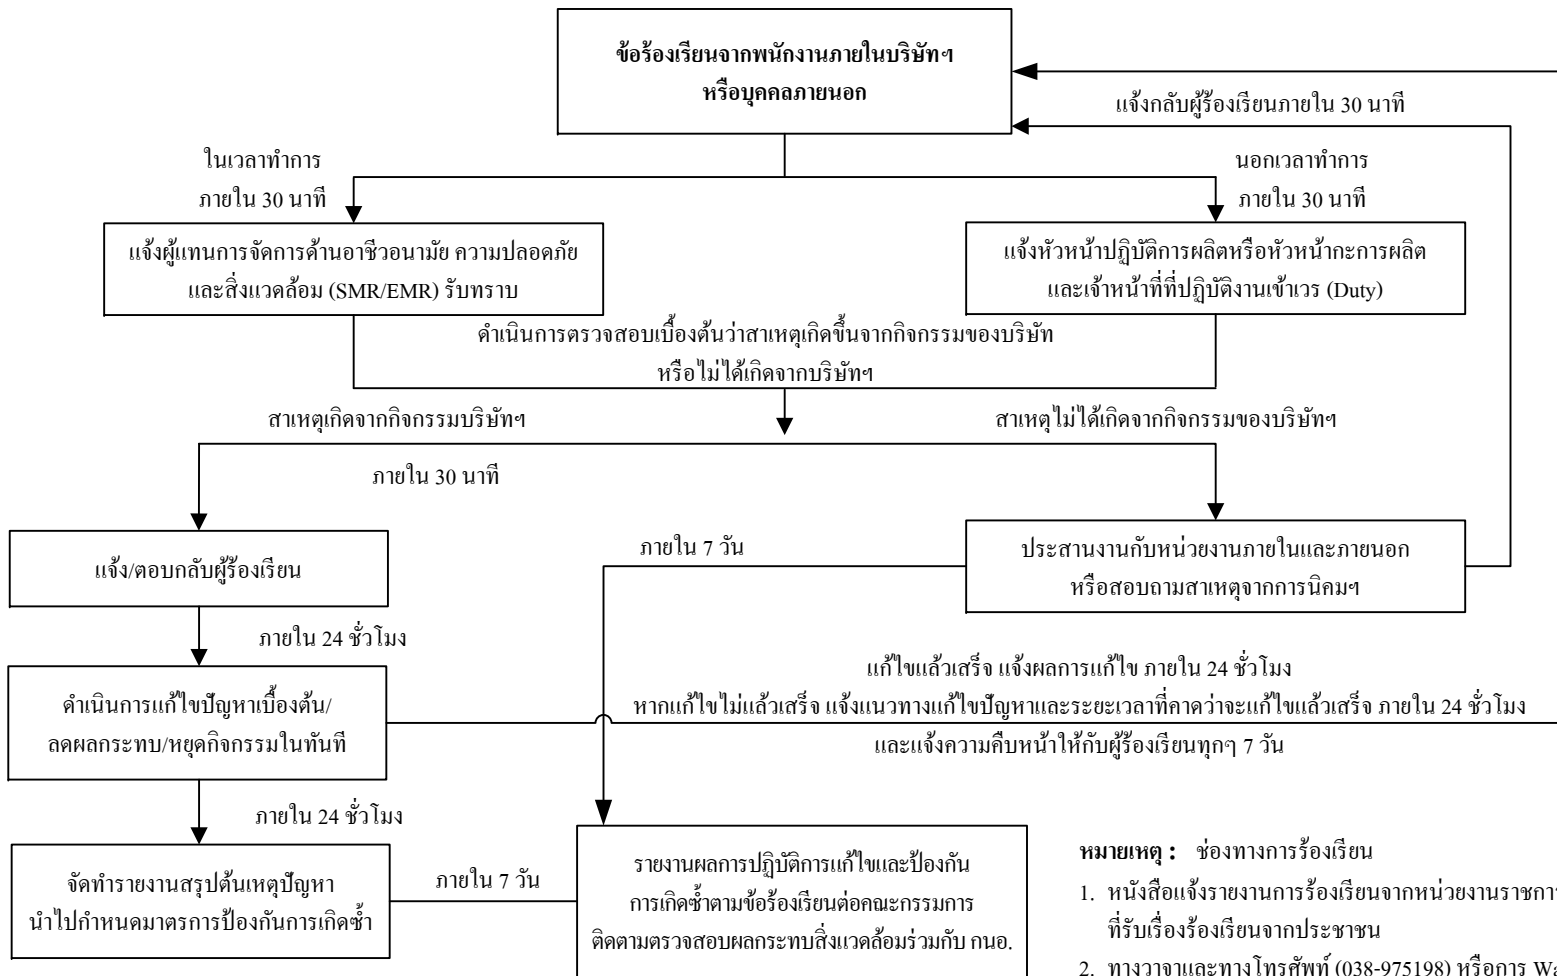 ข้อร้องเรียนจากพนักงานภายในบริษัทฯ
หรือบุคคลภายนอก
แจ้งกลับผู้ร้องเรียนภายใน 30 นาที
ในเวลาทำการ
ภายใน 30 นาที
นอกเวลาทำการ
ภายใน 30 นาที
แจ้งผู้แทนการจัดการด้านอาชีวอนามัย ความปลอดภัย
และสิ่งแวดล้อม (SMR/EMR) รับทราบ
แจ้งหัวหน้าปฏิบัติการผลิตหรือหัวหน้ากะการผลิต
และเจ้าหน้าที่ที่ปฏิบัติงานเข้าเวร (Duty)
ดำเนินการตรวจสอบเบื้องต้นว่าสาเหตุเกิดขึ้นจากกิจกรรมของบริษัท
หรือไม่ได้เกิดจากบริษัทฯ
สาเหตุเกิดจากกิจกรรมบริษัทฯ
สาเหตุไม่ได้เกิดจากกิจกรรมของบริษัทฯ
ภายใน 30 นาที
แจ้ง/ตอบกลับผู้ร้องเรียน
ภายใน 7 วัน
ประสานงานกับหน่วยงานภายในและภายนอก
หรือสอบถามสาเหตุจากการนิคมฯ
ภายใน 24 ชั่วโมง
ดำเนินการแก้ไขปัญหาเบื้องต้น/
ลดผลกระทบ/หยุดกิจกรรมในทันที
แก้ไขแล้วเสร็จ แจ้งผลการแก้ไข ภายใน 24 ชั่วโมง
หากแก้ไขไม่แล้วเสร็จ แจ้งแนวทางแก้ไขปัญหาและระยะเวลาที่คาดว่าจะแก้ไขแล้วเสร็จ ภายใน 24 ชั่วโมง
และแจ้งความคืบหน้าให้กับผู้ร้องเรียนทุกๆ 7 วัน
ภายใน 24 ชั่วโมง
จัดทำรายงานสรุปต้นเหตุปัญหา
นำไปกำหนดมาตรการป้องกันการเกิดซ้ำ
ภายใน 7 วัน
รายงานผลการปฏิบัติการแก้ไขและป้องกัน
การเกิดซ้ำตามข้อร้องเรียนต่อคณะกรรมการ
ติดตามตรวจสอบผลกระทบสิ่งแวดล้อมร่วมกับ กนอ.
หมายเหตุ : ช่องทางการร้องเรียน
1. หนังสือแจ้งรายงานการร้องเรียนจากหน่วยงานราชการ
ที่รับเรื่องร้องเรียนจากประชาชน
2. ทางวาจาและทางโทรศัพท์ (038-975198) หรือการ